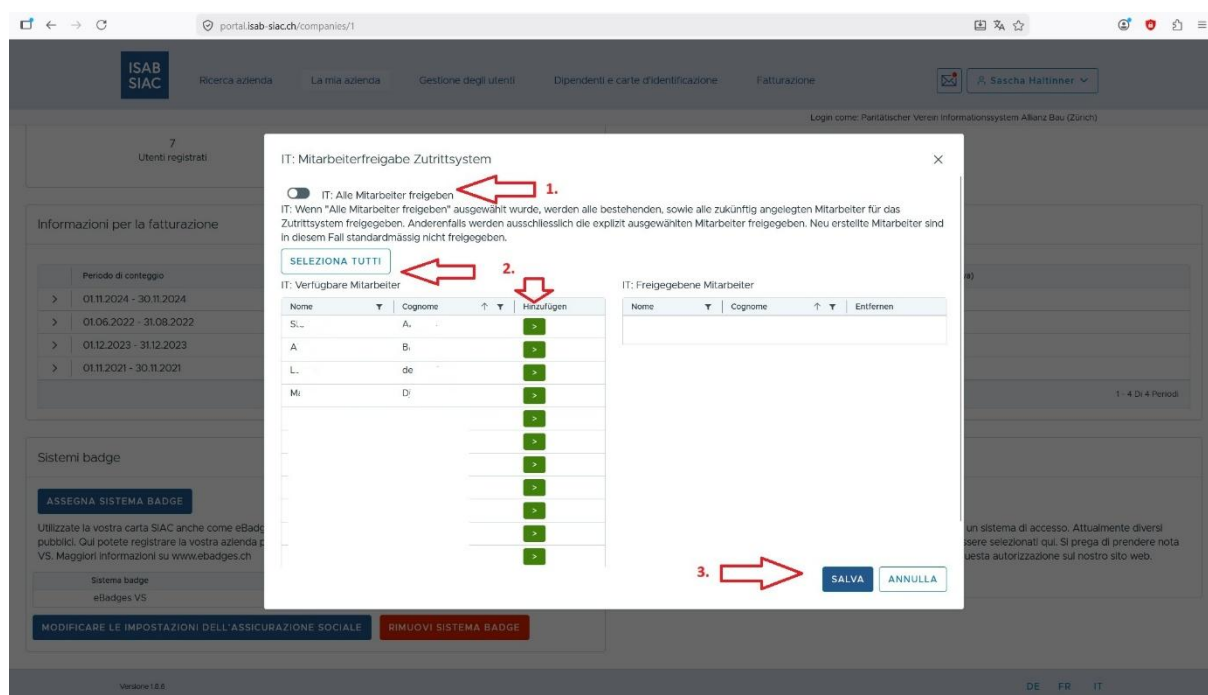 portal.isab-siac.ch/companies/1
ISAB
SIAC
Ricerca azienda
La mia azienda
Gestione degli utenti
Dipendenti e carte d'identificazione
Fatturazione
Sascha Haltinner
Login come: Paritätischer Verein Informationssystem Allianz Bau (Zürich)
7
Utenti registrati
IT: Mitarbeiterfreigabe Zutrittsystem
IT: Alle Mitarbeiter freigeben
1.
IT: Wenn "Alle Mitarbeiter freigeben" ausgewählt wurde, werden alle bestehenden, sowie alle zukünftig angelegten Mitarbeiter für das
Zutrittsystem freigegeben. Anderenfalls werden ausschliesslich die explizit ausgewählten Mitarbeiter freigegeben. Neu erstellte Mitarbeiter sind
in diesem Fall standardmässig nicht freigegeben.
SELEZIONA TUTTI
2.
IT: Verfügbare Mitarbeiter
Nome Cognome Hinzufügen
A
B
L
de
>
>
>
>
>
>
>
>
>
>
>
IT: Freigegebene Mitarbeiter
Nome Cognome Entfernen
3.
SALVA
ANNULLA
Informazioni per la fatturazione
Periodo di conteggio
> 01.11.2024 - 30.11.2024
> 01.06.2022 - 31.08.2022
> 01.12.2023 - 31.12.2023
> 01.11.2021 - 30.11.2021
1 - 4 Di 4 Periodi
Sistemi badge
ASSEGNA SISTEMA BADGE
Utilizzate la vostra carta SIAC anche come eBadg
pubblici. Qui potete registrare la vostra azienda p
VS. Maggiori informazioni su www.ebadges.ch
un sistema di accesso. Attualmente diversi
ssere selezionati qui. Si prega di prendere nota
uesta autorizzazione sul nostro sito web.
Sistema badge
eBadges VS
MODIFICARE LE IMPOSTAZIONI DELL'ASSICURAZIONE SOCIALE
RIMUOVI SISTEMA BADGE
Versione 1.8.6
DE FR IT